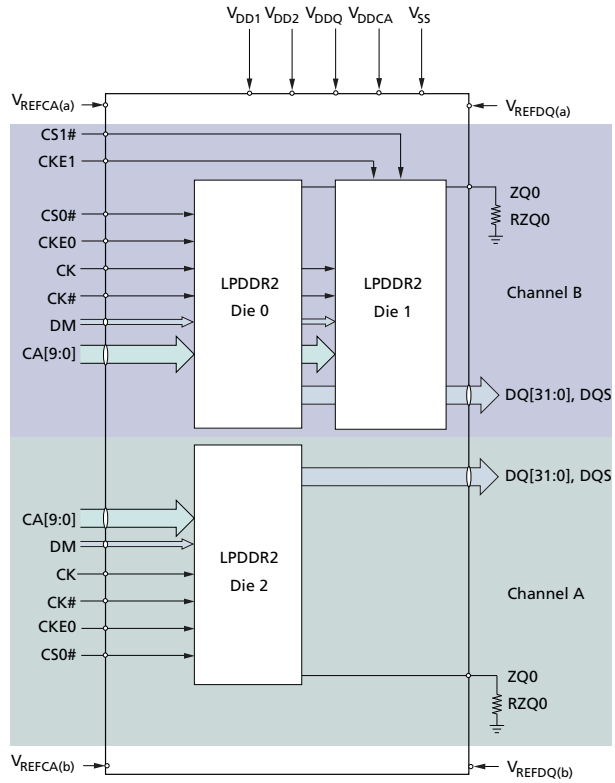 VDD1 VDD2 VDDQ VDDCA VSS
VREFCA(a)
VREFDQ(a)
CS1#
CKE1
ZQ0
RZQ0
CS0#
CKE0
CK
CK#
DM
CA[9:0]
LPDDR2
Die 0
LPDDR2
Die 1
Channel B
DQ[31:0], DQS
DQ[31:0], DQS
CA[9:0]
DM
CK
CK#
CKE0
CS0#
LPDDR2
Die 2
Channel A
ZQ0
RZQ0
VREFCA(b)
VREFDQ(b)